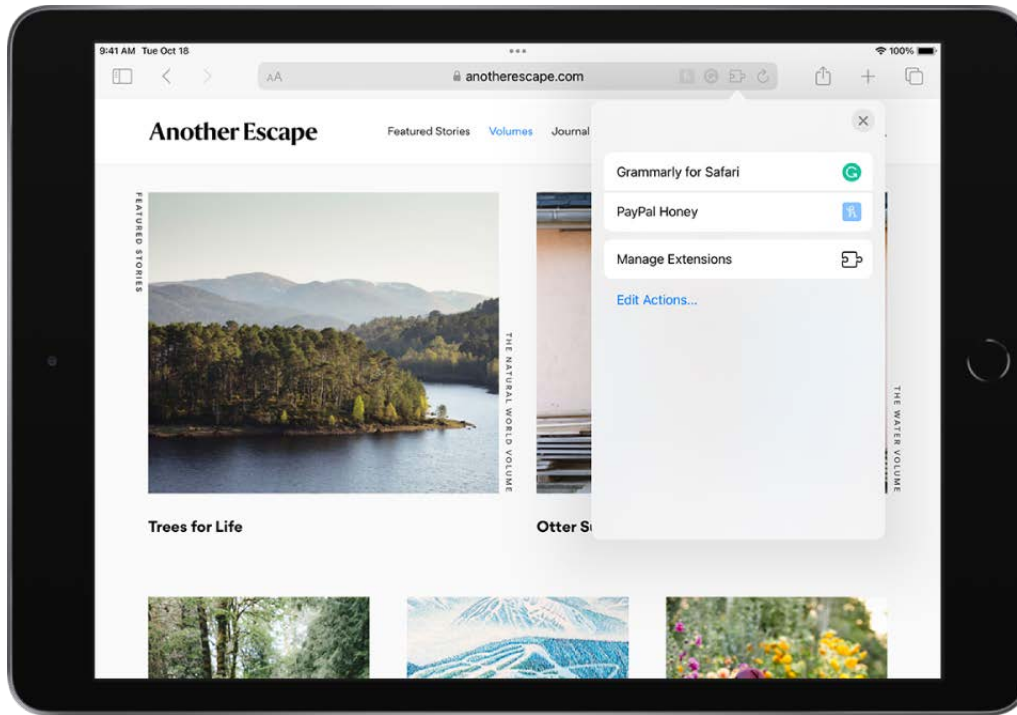 9:41 AM Tue Oct 18
100%
AA
anotherescape.com
Another Escape
Featured Stories Volumes Journal
Grammarly for Safari
PayPal Honey
Manage Extensions
Edit Actions...
FEATURED STORIES
THE NATURAL WORLD VOLUME
THE WATER VOLUME
Trees for Life
Otter